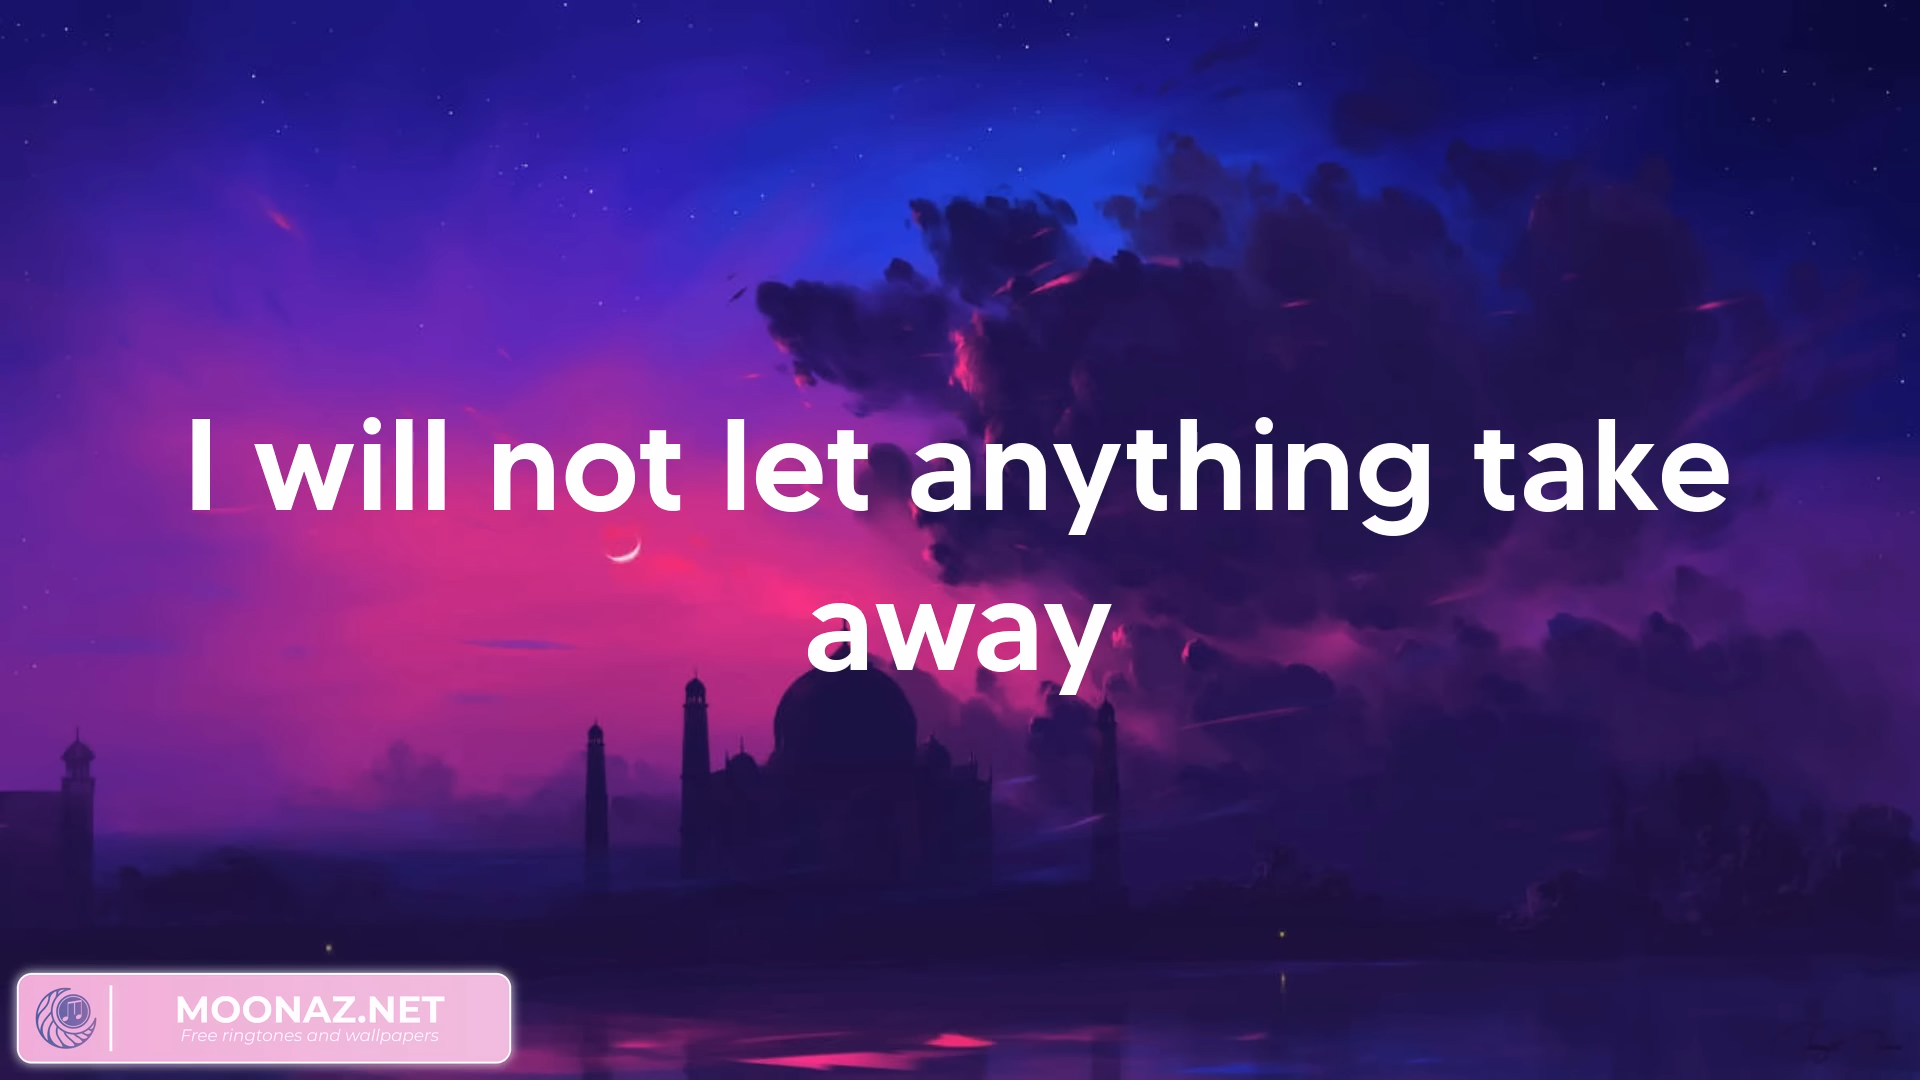 I will not let anything take
away
MOONAZ.NET
Free ringtones and wallpapers